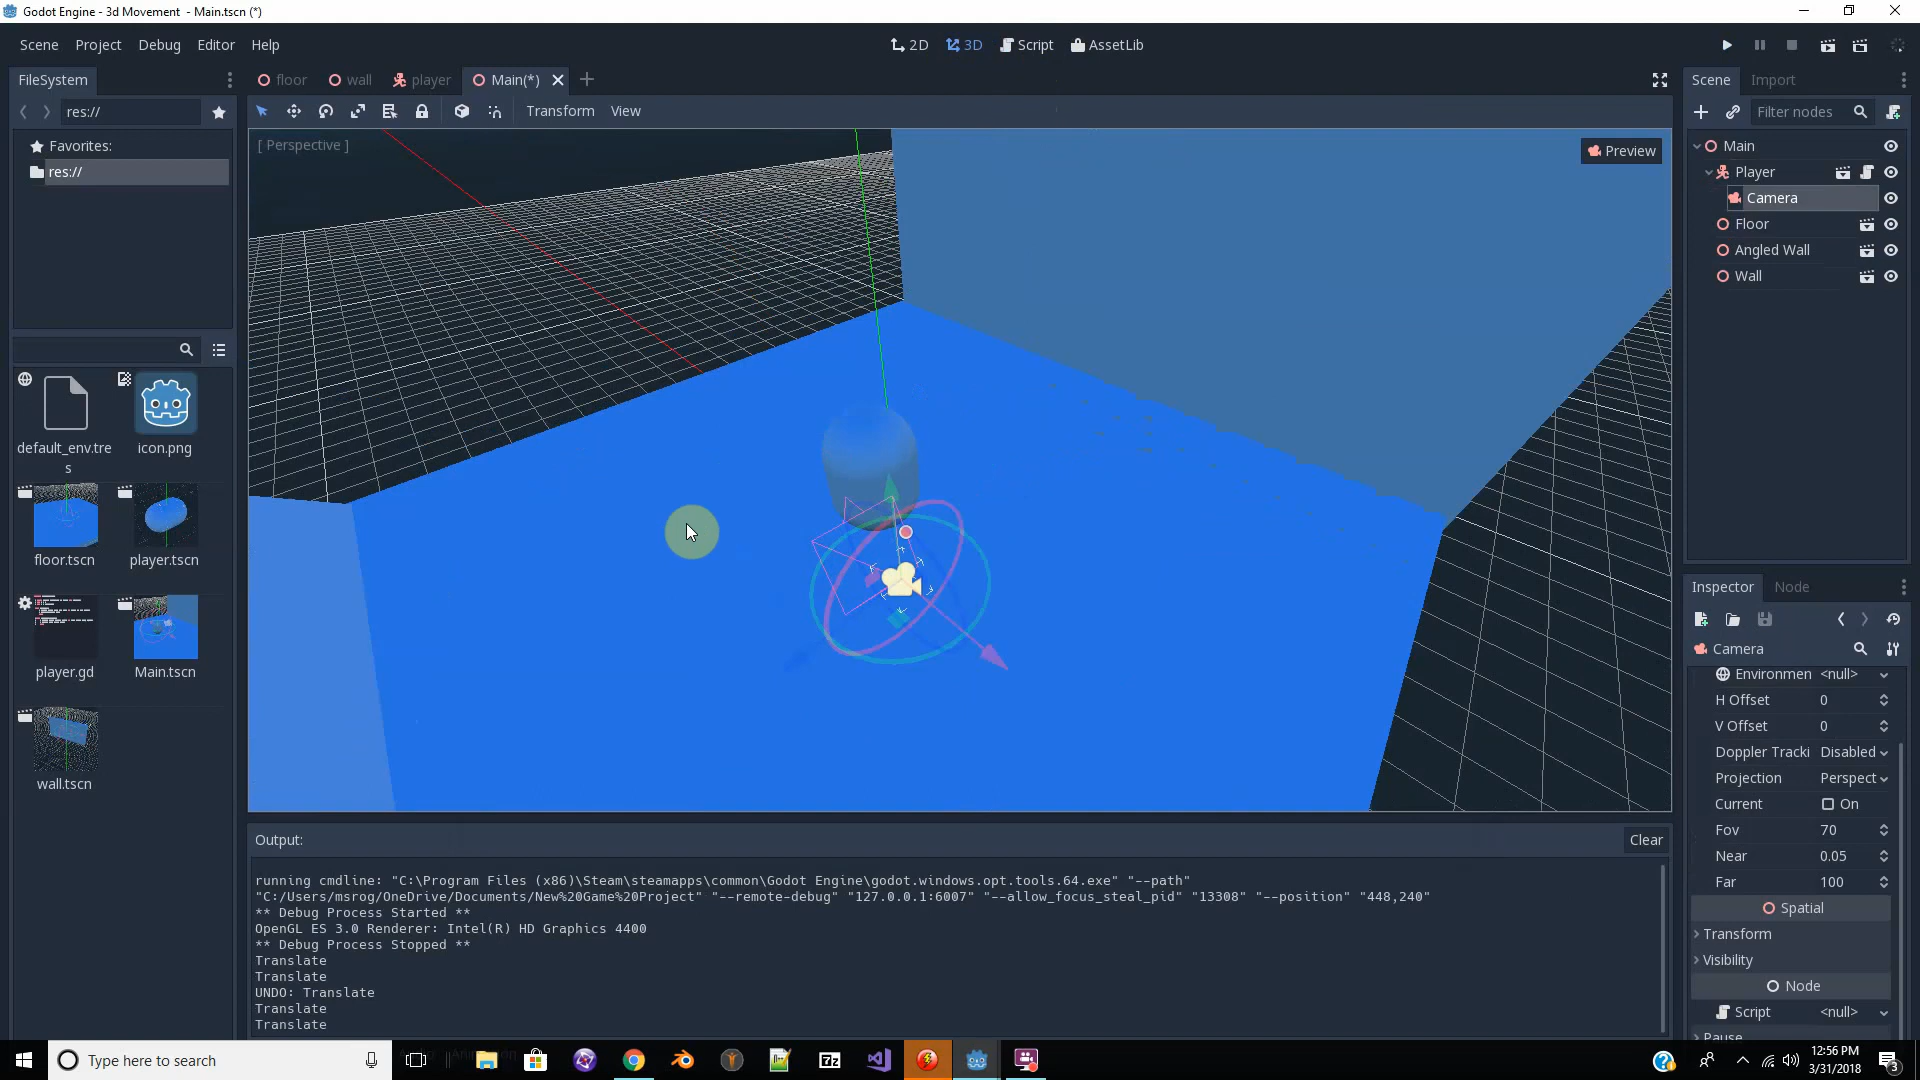 Godot Engine - 3d Movement - Main.tscn (*)
Scene Project Debug Editor Help
2D 3D Script AssetLib
FileSystem
floor wall player Main(*)
Scene Import
res://
Transform View
Filter nodes
[ Perspective ]
Preview
Favorites:
res://
Main
Player
Camera
Floor
Angled Wall
Wall
default_env.tre
s
icon.png
floor.tscn
player.tscn
player.gd
Main.tscn
wall.tscn
Inspector Node
Camera
Environmen <null>
H Offset 0
V Offset 0
Doppler Tracki Disabled
Projection Perspect
Current On
Fov 70
Near 0.05
Far 100
Spatial
Transform
Visibility
Node
Script <null>
Pause
Output:
Clear
running cmdline: "C:\Program Files (x86)\Steam\steamapps\common\Godot Engine\godot.windows.opt.tools.64.exe" "--path"
"C:/Users/msrog/OneDrive/Documents/New%20Game%20Project" "--remote-debug" "127.0.0.1:6007" "--allow_focus_steal_pid" "13308" "--position" "448,240"
** Debug Process Started **
OpenGL ES 3.0 Renderer: Intel(R) HD Graphics 4400
** Debug Process Stopped **
Translate
Translate
UNDO: Translate
Translate
Translate
Type here to search
7z
12:56 PM
3/31/2018
3